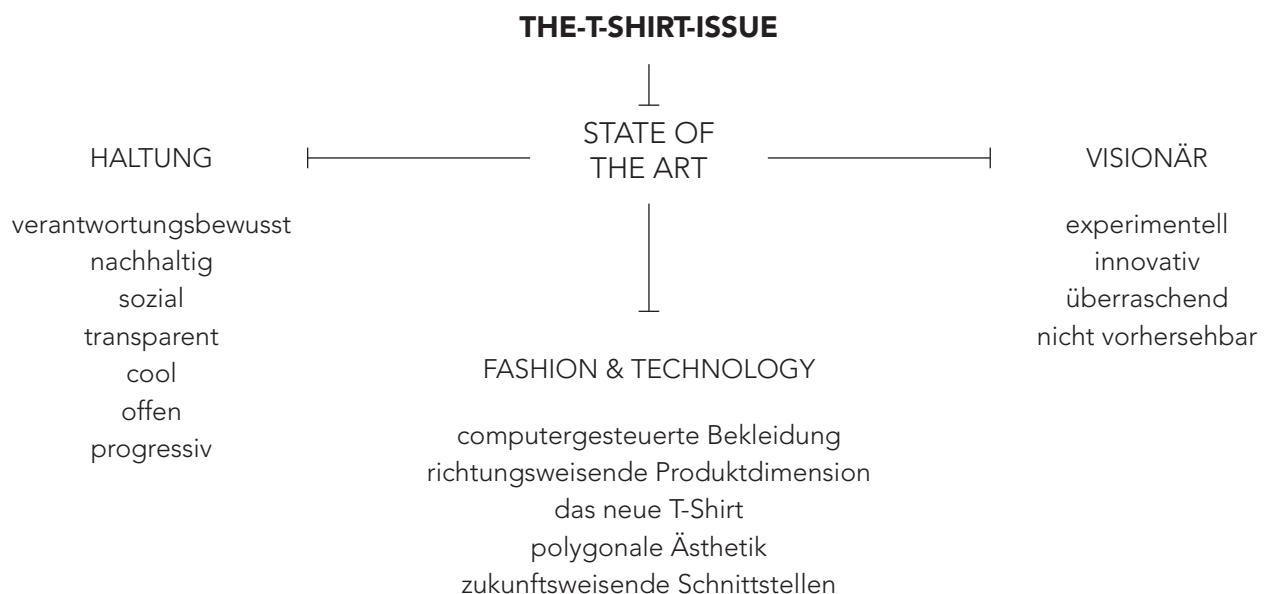 THE-T-SHIRT-ISSUE
STATE OF
THE ART
HALTUNG
verantwortungsbewusst
nachhaltig
sozial
transparent
cool
offen
progressiv
FASHION & TECHNOLOGY
computergesteuerte Bekleidung
richtungsweisende Produktdimension
das neue T-Shirt
polygonale Ästhetik
zukunftsweisende Schnittstellen
VISIONÄR
experimentell
innovativ
überraschend
nicht vorhersehbar